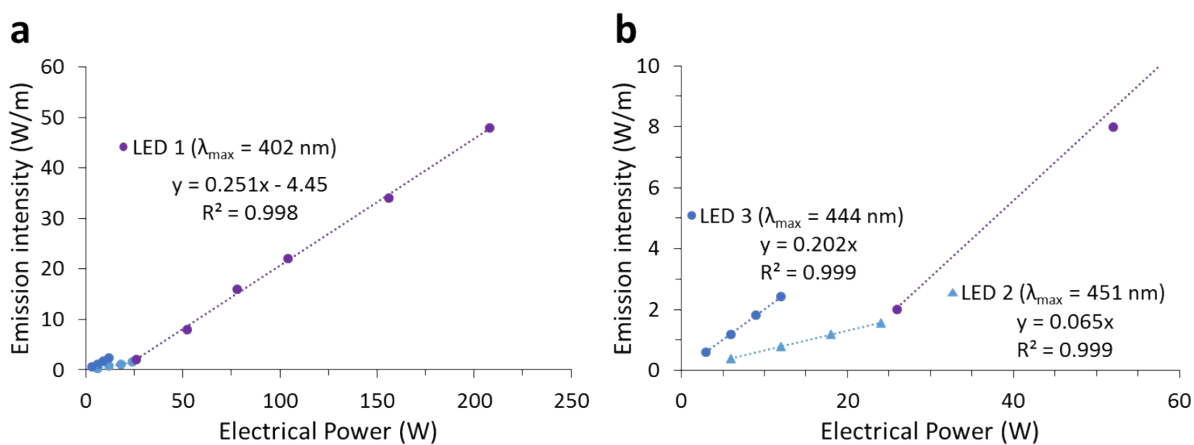 a
60
50
40
30
20
10
0
Emission intensity (W/m)
LED 1 (λmax = 402 nm)
y = 0.251x - 4.45
R² = 0.998
0 50 100 150 200 250
Electrical Power (W)
b
10
8
6
4
2
0
Emission intensity (W/m)
LED 3 (λmax = 444 nm)
y = 0.202x
R² = 0.999
LED 2 (λmax = 451 nm)
y = 0.065x
R² = 0.999
0 20 40 60
Electrical Power (W)